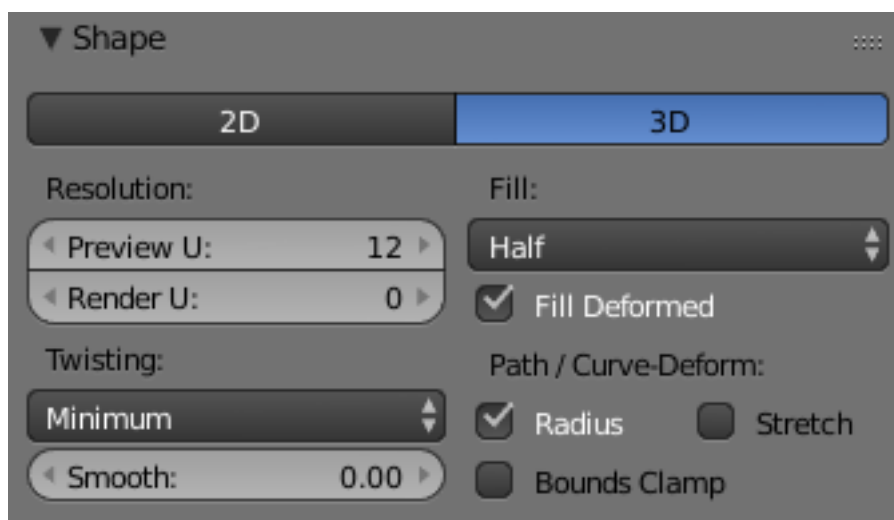 Shape
2D 3D
Resolution: Fill:
Preview U: 12 Half
Render U: 0 Fill Deformed
Twisting: Path / Curve-Deform:
Minimum Radius Stretch
Smooth: 0.00 Bounds Clamp